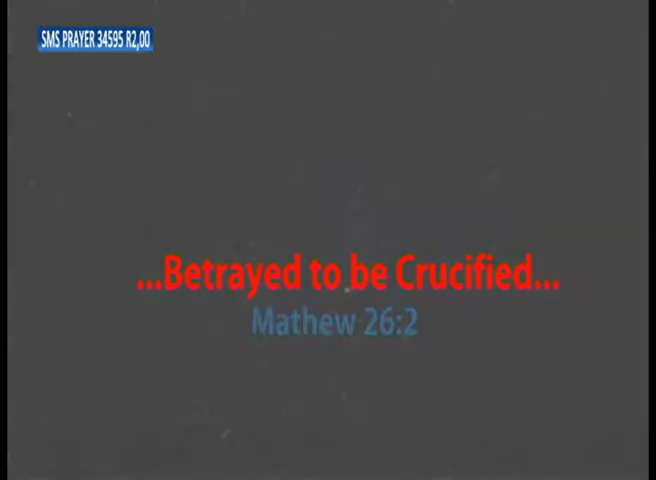 SMS PRAYER 34595 R2,00
...Betrayed to be Crucified...
Mathew 26:2